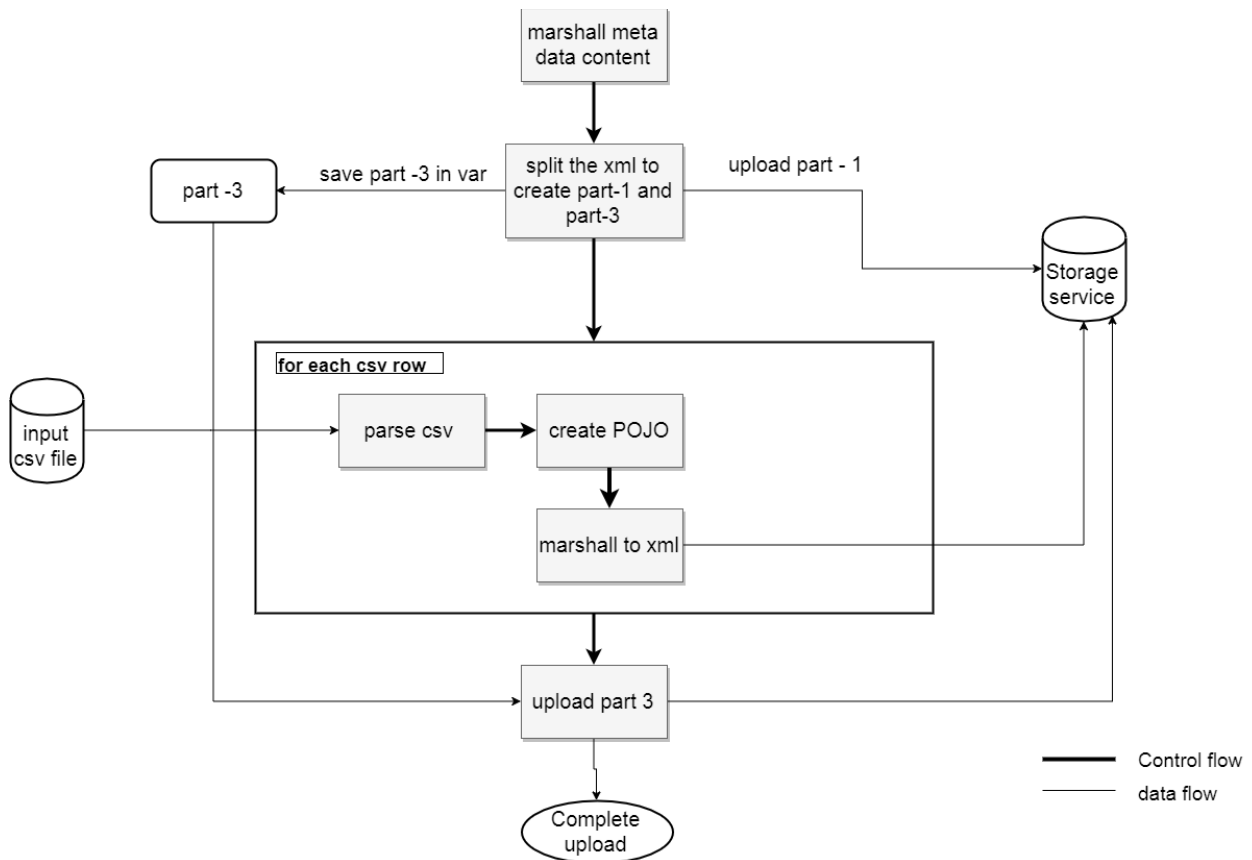 marshall meta
data content
split the xml to
create part-1 and
part-3
save part -3 in var
upload part - 1
part -3
Storage
service
for each csv row
input
csv file
parse csv
create POJO
marshall to xml
upload part 3
Control flow
data flow
Complete
upload